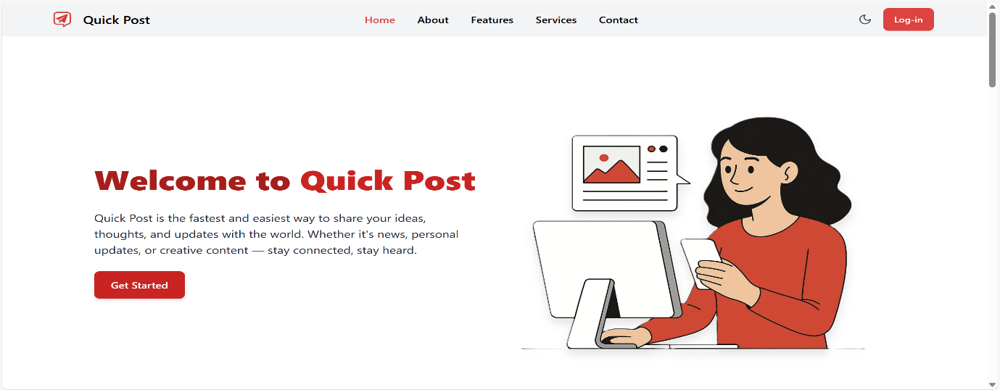 Quick Post
Home
About
Features
Services
Contact
Log-in
Welcome to Quick Post
Quick Post is the fastest and easiest way to share your ideas,
thoughts, and updates with the world. Whether it's news, personal
updates, or creative content — stay connected, stay heard.
Get Started